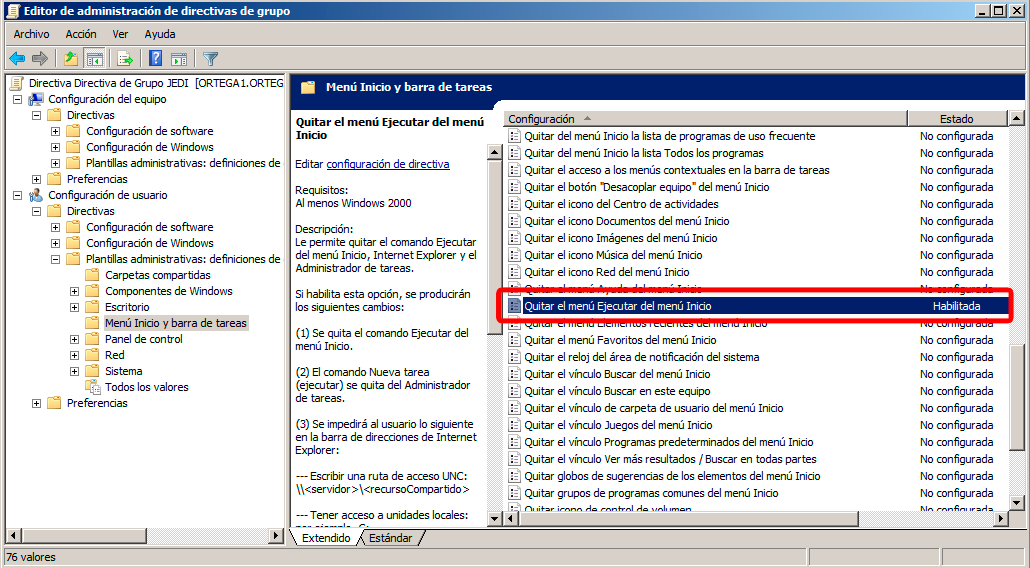 Editor de administración de directivas de grupo
Archivo Acción Ver Ayuda
Directiva Directiva de Grupo JEDI [ORTEGA1.ORTEG
Configuración del equipo
Directivas
Configuración de software
Configuración de Windows
Plantillas administrativas: definiciones de
Preferencias
Configuración de usuario
Directivas
Configuración de software
Configuración de Windows
Plantillas administrativas: definiciones de
Carpetas compartidas
Componentes de Windows
Escritorio
Menú Inicio y barra de tareas
Panel de control
Red
Sistema
Todos los valores
Preferencias
Menú Inicio y barra de tareas
Quitar el menú Ejecutar del menú
Inicio
Editar configuración de directiva
Requisitos:
Al menos Windows 2000
Descripción:
Le permite quitar el comando Ejecutar
del menú Inicio, Internet Explorer y el
Administrador de tareas.
Si habilita esta opción, se producirán
los siguientes cambios:
(1) Se quita el comando Ejecutar del
menú Inicio.
(2) El comando Nueva tarea
(ejecutar) se quita del Administrador
de tareas.
(3) Se impedirá al usuario lo siguiente
en la barra de direcciones de Internet
Explorer:
--- Escribir una ruta de acceso UNC:
\\<servidor>\<recursoCompartido>
--- Tener acceso a unidades locales:
por ejemplo, C:
Configuración Estado
Quitar del menú Inicio la lista de programas de uso frecuente No configurada
Quitar del menú Inicio la lista Todos los programas No configurada
Quitar el acceso a los menús contextuales en la barra de tareas No configurada
Quitar el botón "Desacoplar equipo" del menú Inicio No configurada
Quitar el icono del Centro de actividades No configurada
Quitar el icono Documentos del menú Inicio No configurada
Quitar el icono Imágenes del menú Inicio No configurada
Quitar el icono Música del menú Inicio No configurada
Quitar el icono Red del menú Inicio No configurada
Quitar el menú Ayuda del menú Inicio No configurada
Quitar el menú Ejecutar del menú Inicio Habilitada
Quitar el menú Elementos recientes del menú Inicio No configurada
Quitar el menú Favoritos del menú Inicio No configurada
Quitar el reloj del área de notificación del sistema No configurada
Quitar el vínculo Buscar del menú Inicio No configurada
Quitar el vínculo Buscar en este equipo No configurada
Quitar el vínculo de carpeta de usuario del menú Inicio No configurada
Quitar el vínculo Juegos del menú Inicio No configurada
Quitar el vínculo Programas predeterminados del menú Inicio No configurada
Quitar el vínculo Ver más resultados / Buscar en todas partes No configurada
Quitar globos de sugerencias de los elementos del menú Inicio No configurada
Quitar grupos de programas comunes del menú Inicio No configurada
Quitar icono de control de volumen No configurada
Extendido Estándar
76 valores